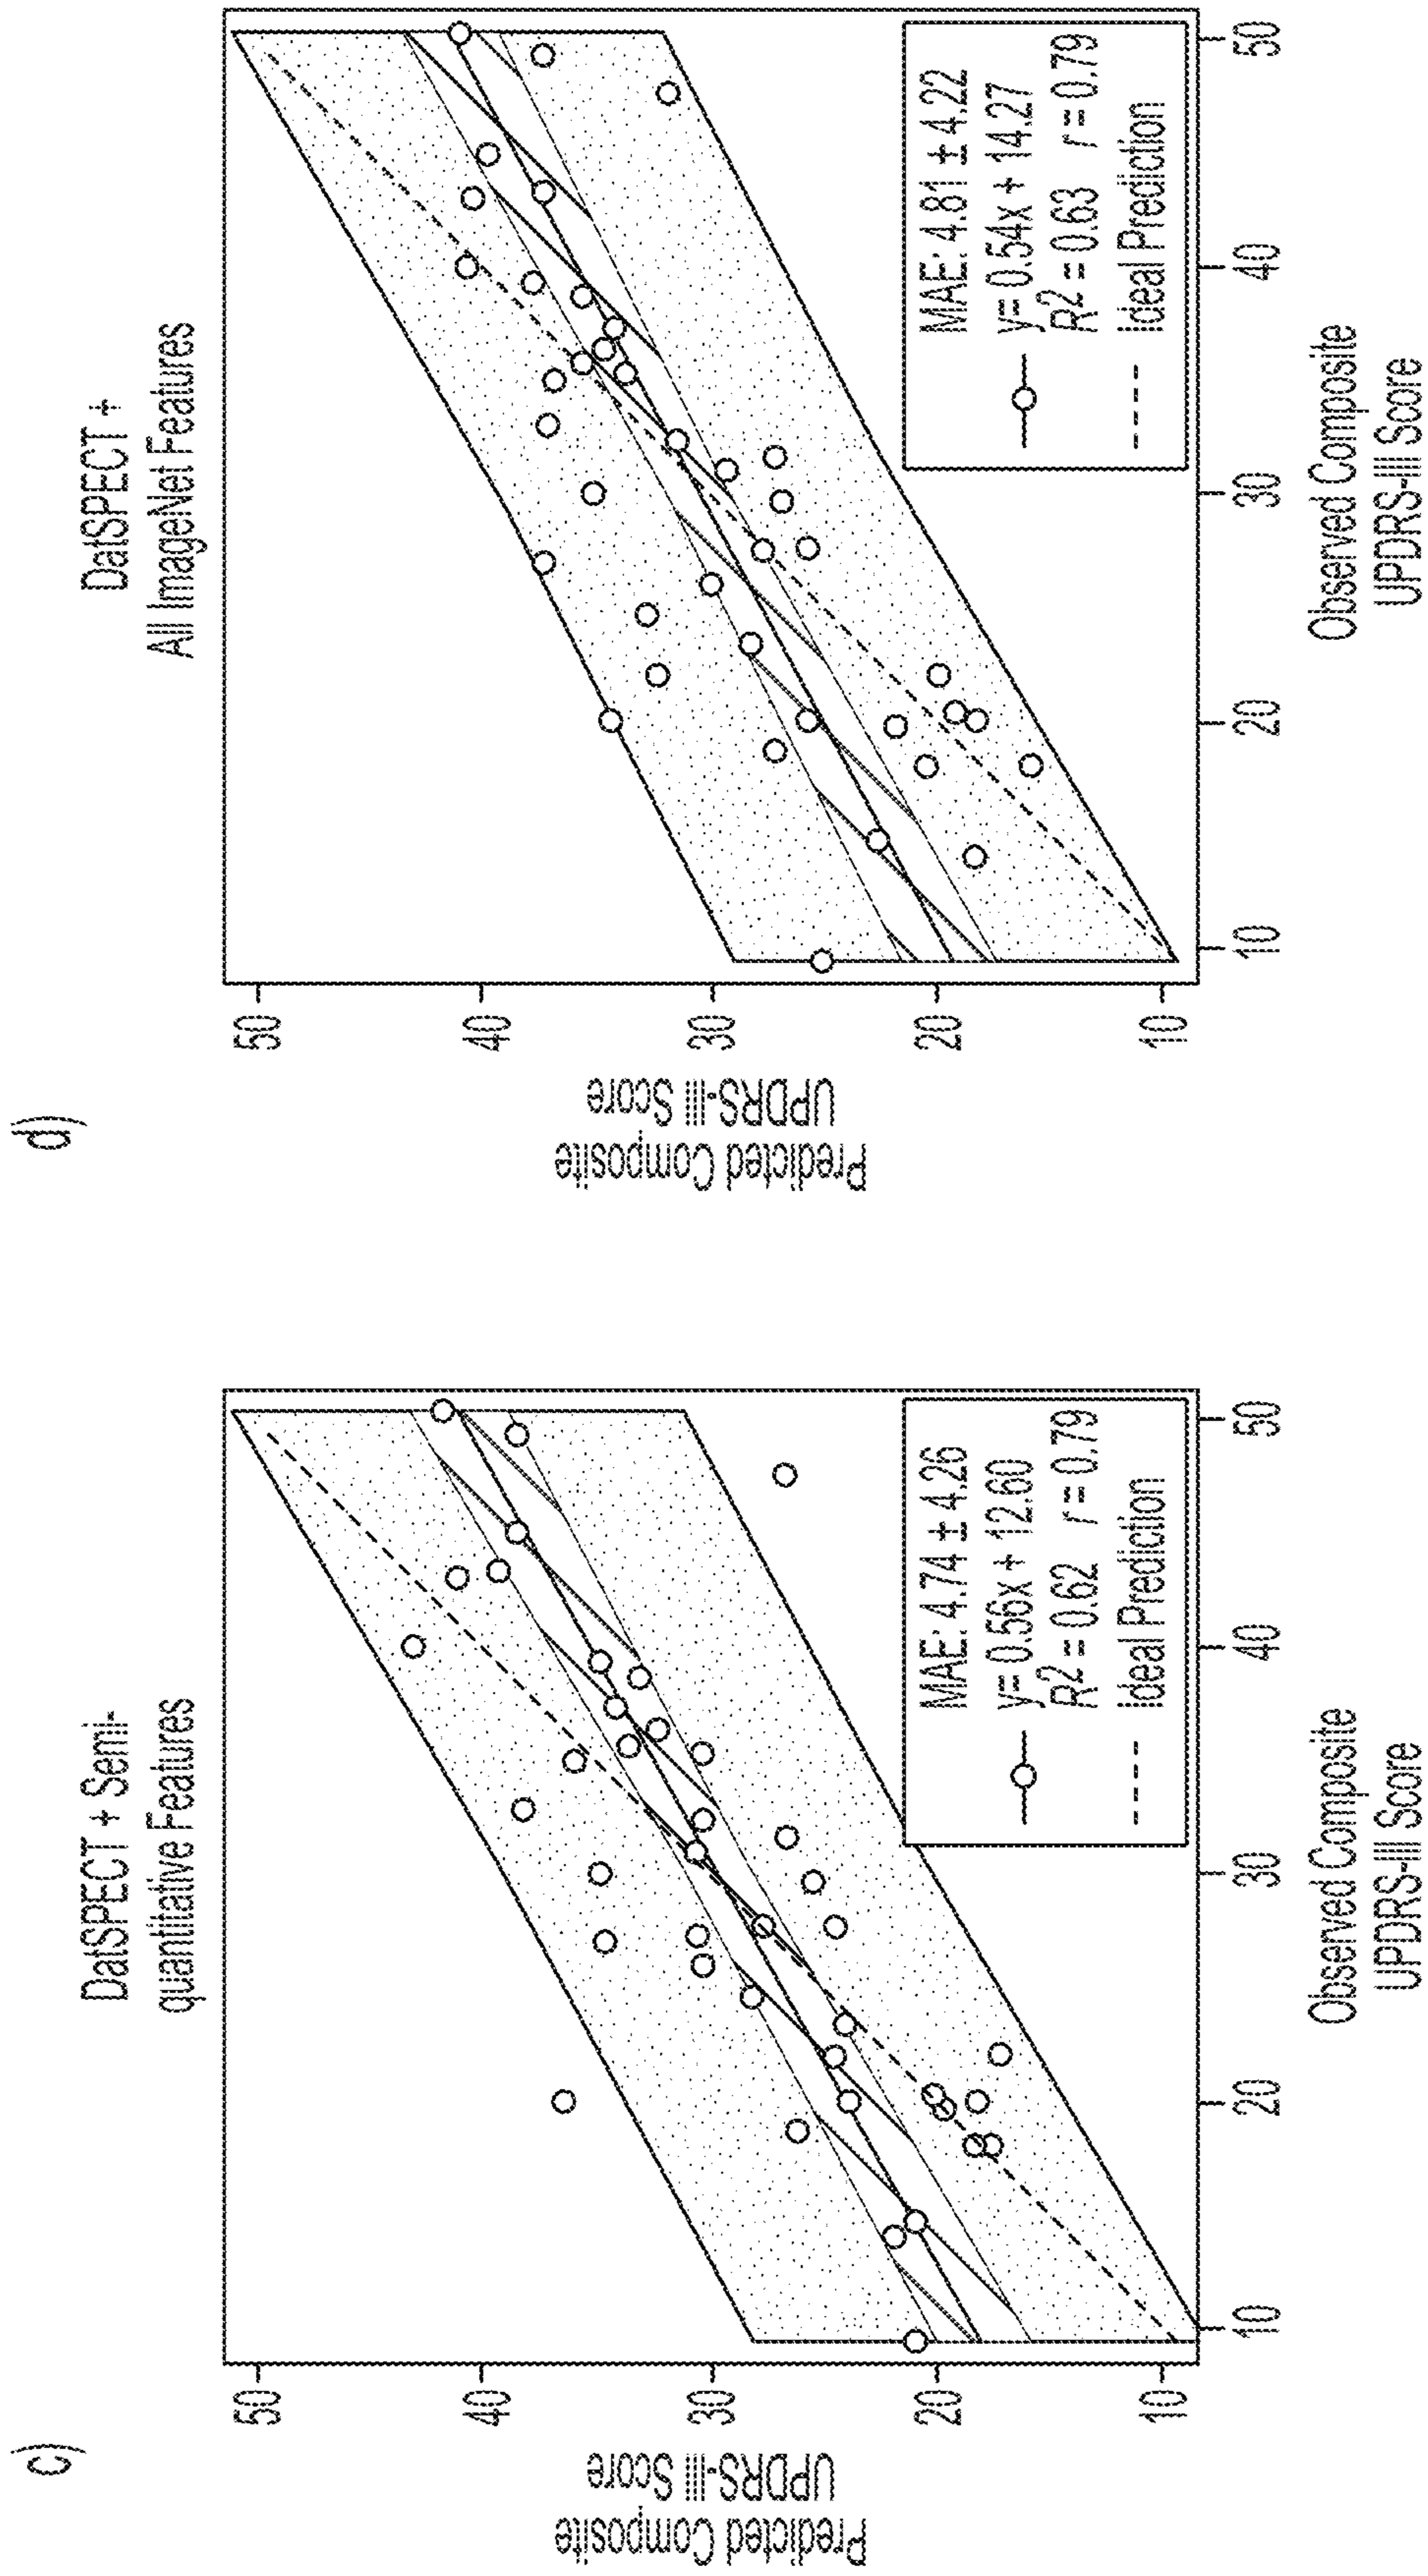 c)
DatSPECT + Semi-
quantitative Features
Predicted Composite
UPDRS-III Score
50
40
30
20
10
MAE: 4.74 ± 4.26
y= 0.56x + 12.60
R² = 0.62 r = 0.79
Ideal Prediction
10
20
30
40
50
Observed Composite
UPDRS-III Score
d)
DatSPECT +
All ImageNet Features
Predicted Composite
UPDRS-III Score
50
40
30
20
10
MAE: 4.81 ± 4.22
y= 0.54x + 14.27
R² = 0.63 r = 0.79
Ideal Prediction
10
20
30
40
50
Observed Composite
UPDRS-III Score